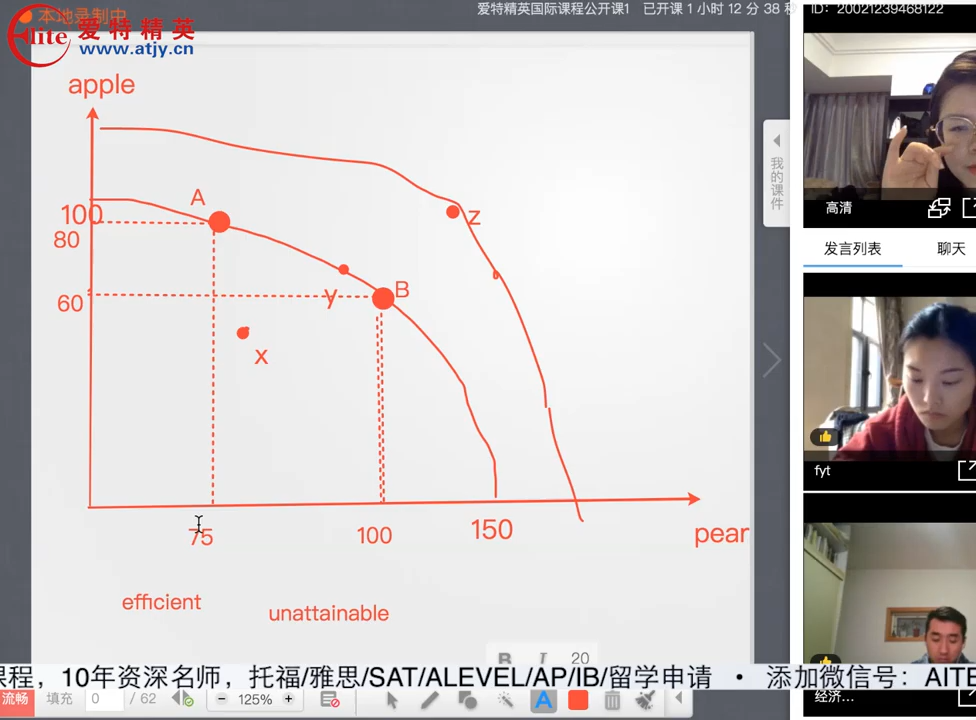 本地录制中
爱特精英国际课程公开课1 已开课 1 小时 12 分 38 秒
ID: 20021239468122
Elite 爱特精英
www.atjy.cn
apple
100
80
60
A
B
y
x
z
75
100
150
pear
efficient
unattainable
我的课件
高清
发言列表
聊天
fyt
经济...
B I 20
课程，10年资深名师，托福/雅思/SAT/ALEVEL/AP/IB/留学申请 • 添加微信号：AITE
流畅
填充
0 / 62
125%
A